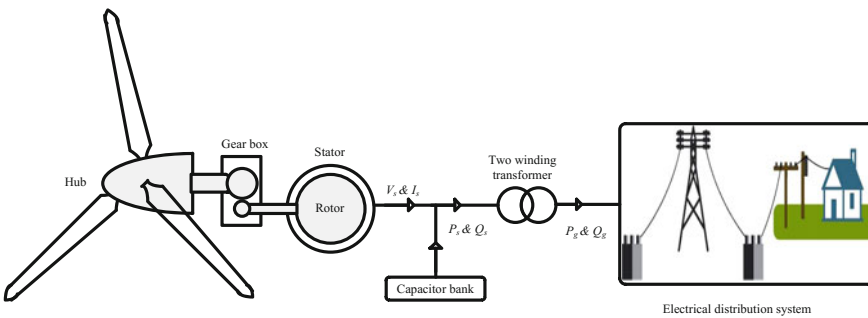 Hub
Gear box
Stator
Rotor
Vs & Is
Capacitor bank
Ps & Qs
Two winding
transformer
Pg & Qg
Electrical distribution system